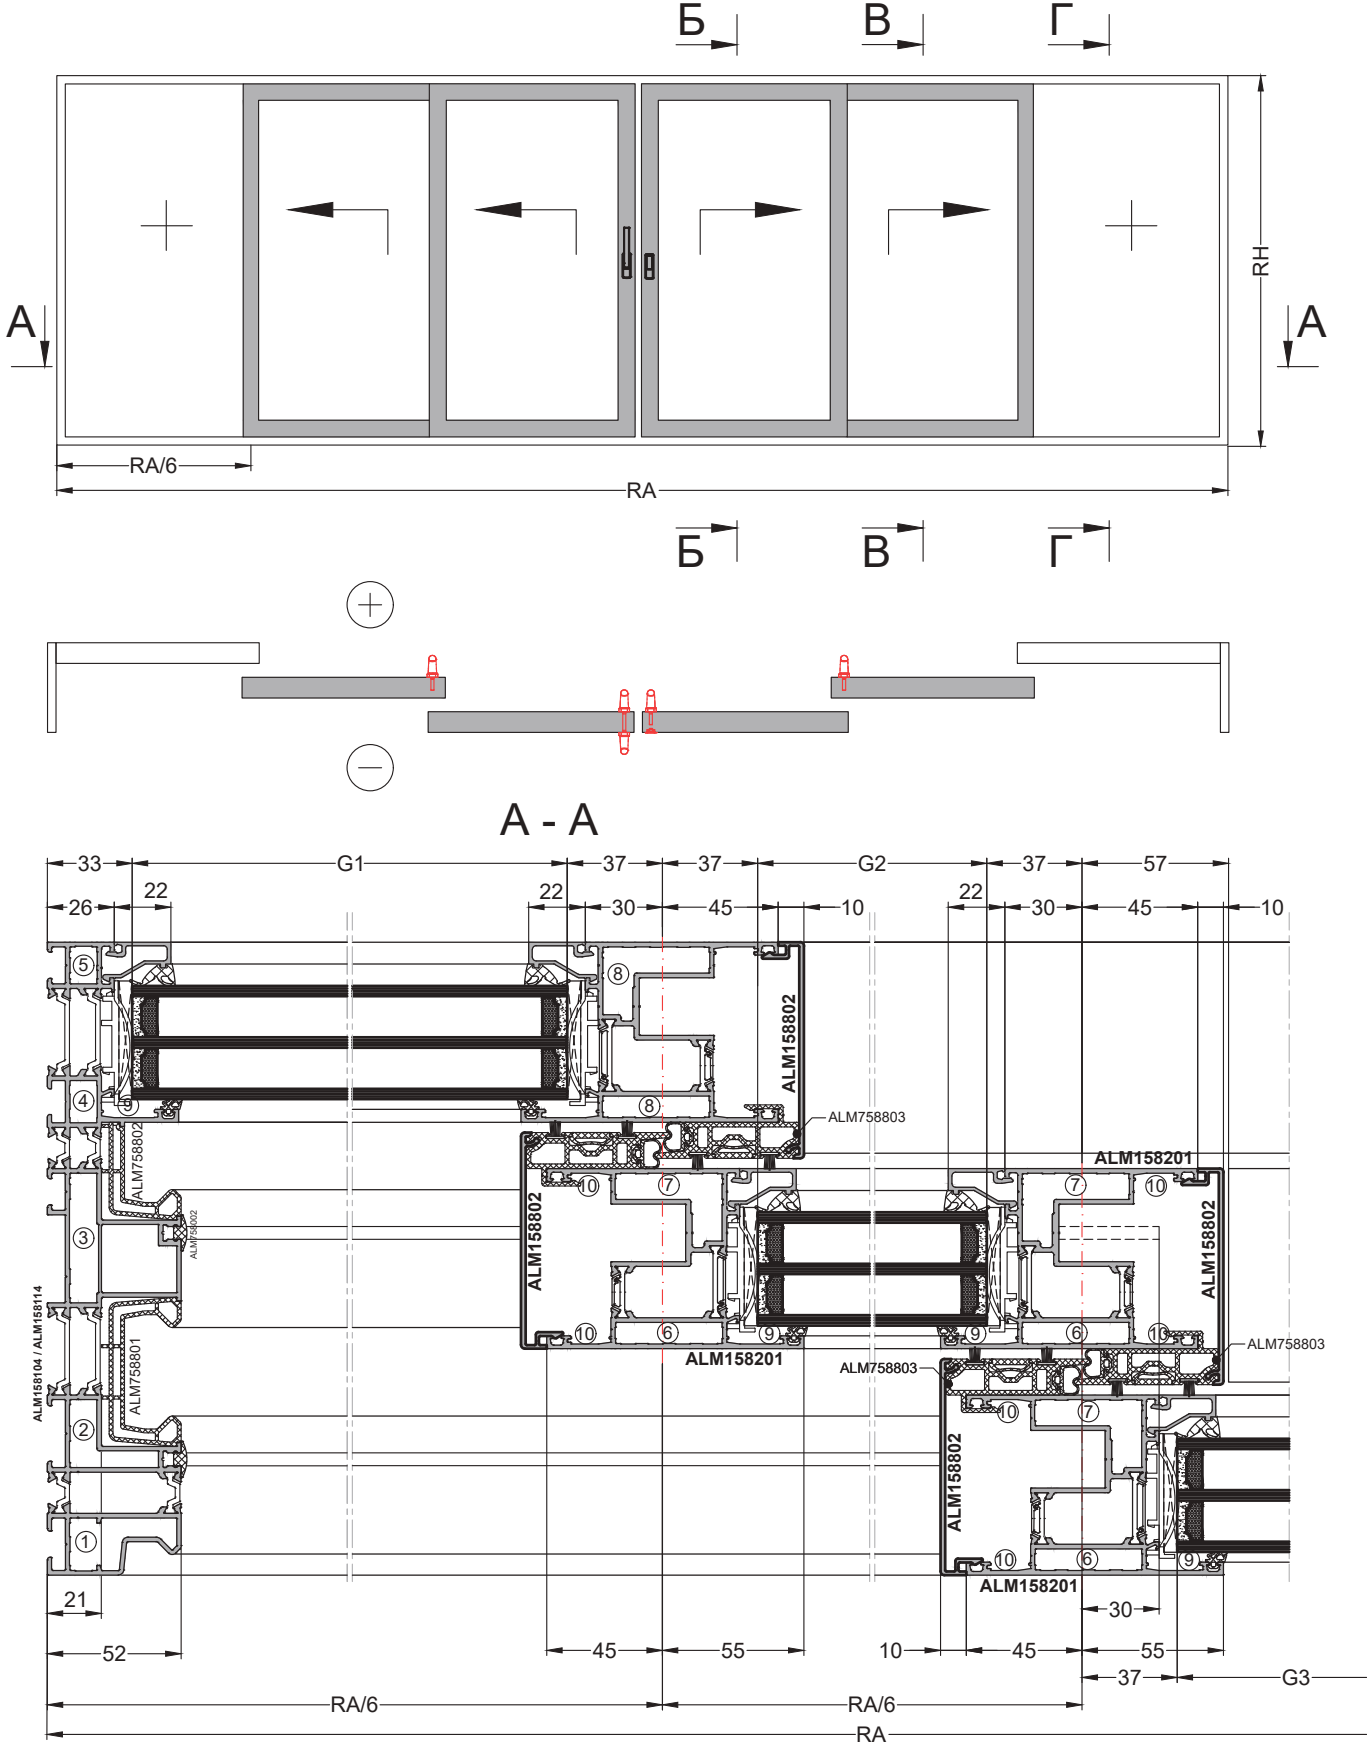 Б В Г
RH
А А
RA/6
RA
Б В Г
А - А
33 G1 37 37 G2 37 57
26 22 22 30 45 10 22 30 45 10
5
8
ALM158802
4
9
8
ALM758803
ALM758802
ALM158201
10
7
7
10
3
ALM758002
ALM158802
ALM158802
ALM158104 / ALM158114
ALM758801
10
6
9
9
6
10
ALM158201
ALM758803
ALM758803
2
10
7
ALM158802
1
10
6
9
ALM158201
21
30
52
45 55 10 45 55
37 G3
RA/6 RA/6
RA